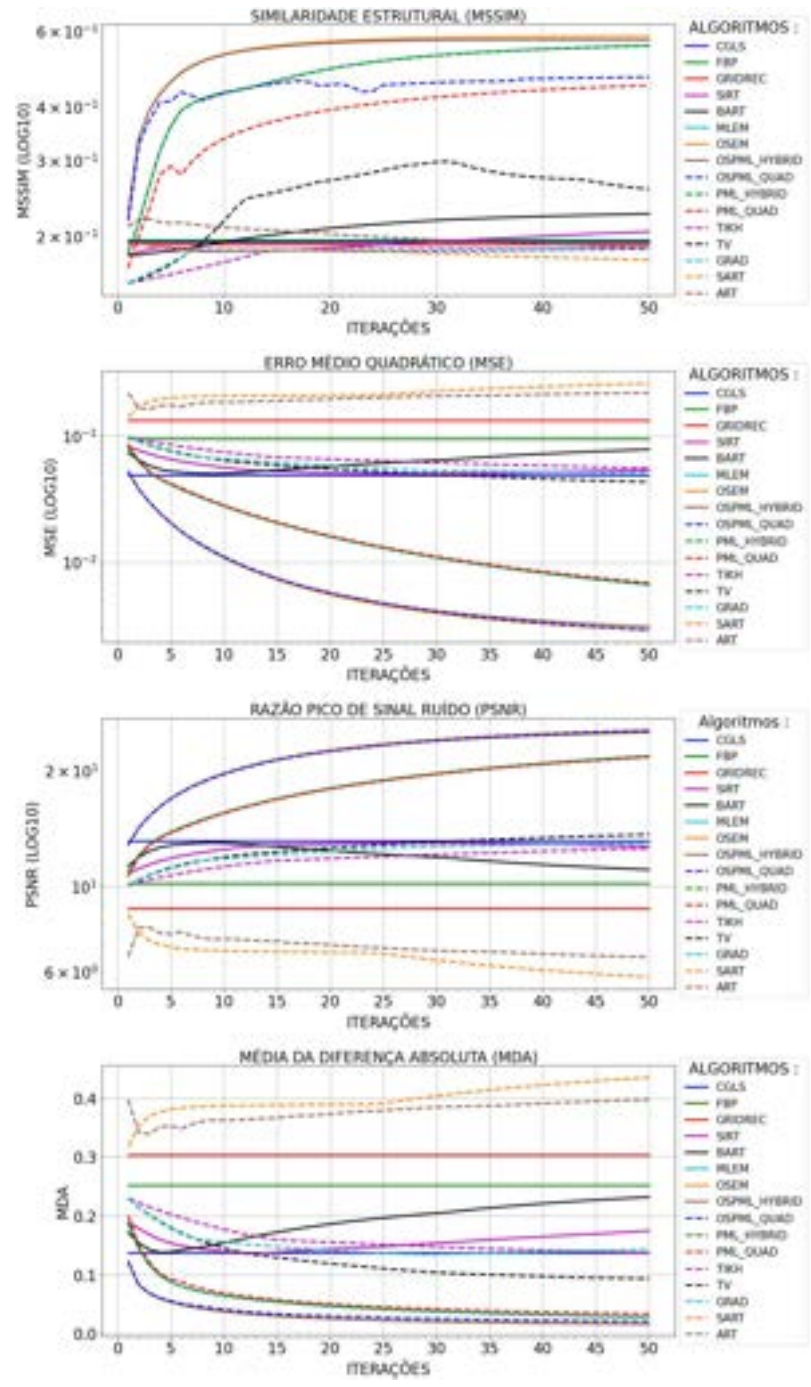 SIMILARIDADE ESTRUTURAL (MSSIM)
MSSIM (LOG10)
6 × 10⁻¹
4 × 10⁻¹
3 × 10⁻¹
2 × 10⁻¹
0 5 10 15 20 25 30 35 40 45 50
ITERAÇÕES
ALGORITMOS :
CGLS
FBP
GRIDREC
SIRT
BART
MLEM
OSEM
OSPML_HYBRID
OSPML_QUAD
PML_HYBRID
PML_QUAD
TIKH
TV
GRAD
SART
ART
ERRO MÉDIO QUADRÁTICO (MSE)
MSE (LOG10)
10⁻¹
10⁻²
0 5 10 15 20 25 30 35 40 45 50
ITERAÇÕES
ALGORITMOS :
CGLS
FBP
GRIDREC
SIRT
BART
MLEM
OSEM
OSPML_HYBRID
OSPML_QUAD
PML_HYBRID
PML_QUAD
TIKH
TV
GRAD
SART
ART
RAZÃO PICO DE SINAL RUÍDO (PSNR)
PSNR (LOG10)
2 × 10¹
10¹
6 × 10⁰
0 5 10 15 20 25 30 35 40 45 50
ITERAÇÕES
Algoritmos :
CGLS
FBP
GRIDREC
SIRT
BART
MLEM
OSEM
OSPML_HYBRID
OSPML_QUAD
PML_HYBRID
PML_QUAD
TIKH
TV
GRAD
SART
ART
MÉDIA DA DIFERENÇA ABSOLUTA (MDA)
MDA
0.4
0.3
0.2
0.1
0.0
0 5 10 15 20 25 30 35 40 45 50
ITERAÇÕES
ALGORITMOS :
CGLS
FBP
GRIDREC
SIRT
BART
MLEM
OSEM
OSPML_HYBRID
OSPML_QUAD
PML_HYBRID
PML_QUAD
TIKH
TV
GRAD
SART
ART